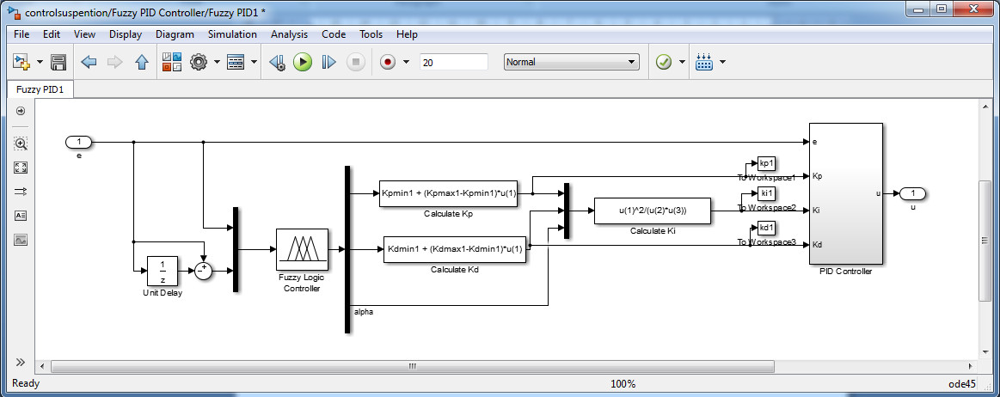 controlsuspention/Fuzzy PID Controller/Fuzzy PID1 *
File Edit View Display Diagram Simulation Analysis Code Tools Help
20 Normal
Fuzzy PID1
1
e
1
z
Unit Delay
-
+
Fuzzy Logic
Controller
Kpmin1 + (Kpmax1-Kpmin1)*u(1)
Calculate Kp
Kdmin1 + (Kdmax1-Kdmin1)*u(1)
Calculate Kd
alpha
u(1)^2/(u(2)*u(3))
Calculate Ki
kp1
To Workspace1
ki1
To Workspace2
kd1
To Workspace3
e
Kp
Ki
Kd
u
PID Controller
1
u
Ready 100% ode45